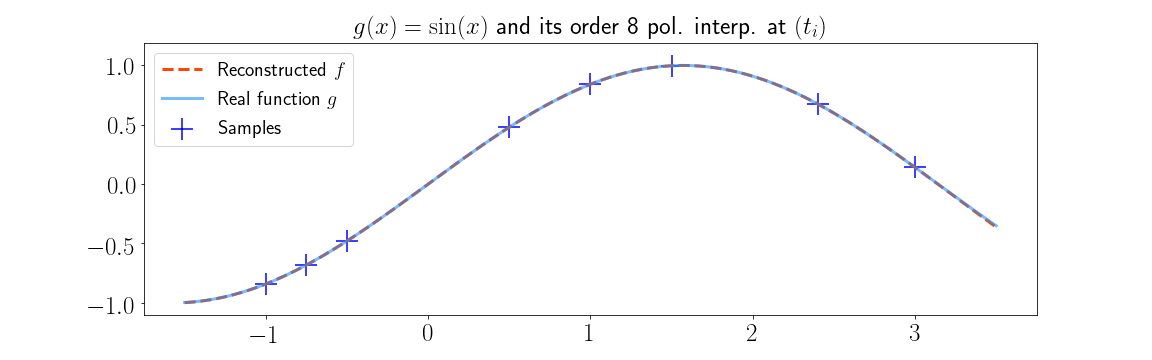 g(x) = sin(x) and its order 8 pol. interp. at (t_i)
Reconstructed f
Real function g
Samples
1.0
0.5
0.0
−0.5
−1.0
−1 0 1 2 3